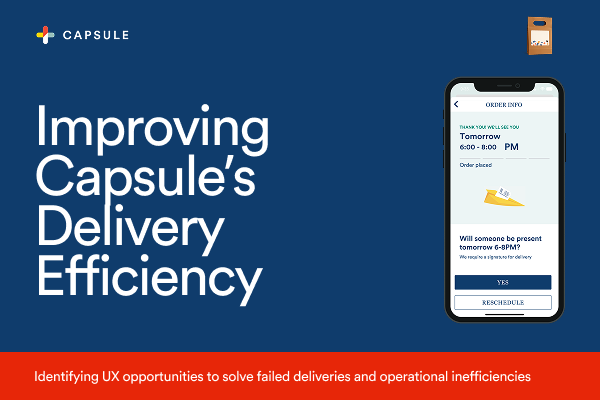 CAPSULE
Improving
Capsule's
Delivery
Efficiency
ORDER INFO
THANK YOU! WE'LL SEE YOU
Tomorrow
6:00 - 8:00 PM
Order placed
Will someone be present
tomorrow 6-8PM?
We require a signature for delivery
YES
RESCHEDULE
Identifying UX opportunities to solve failed deliveries and operational inefficiencies